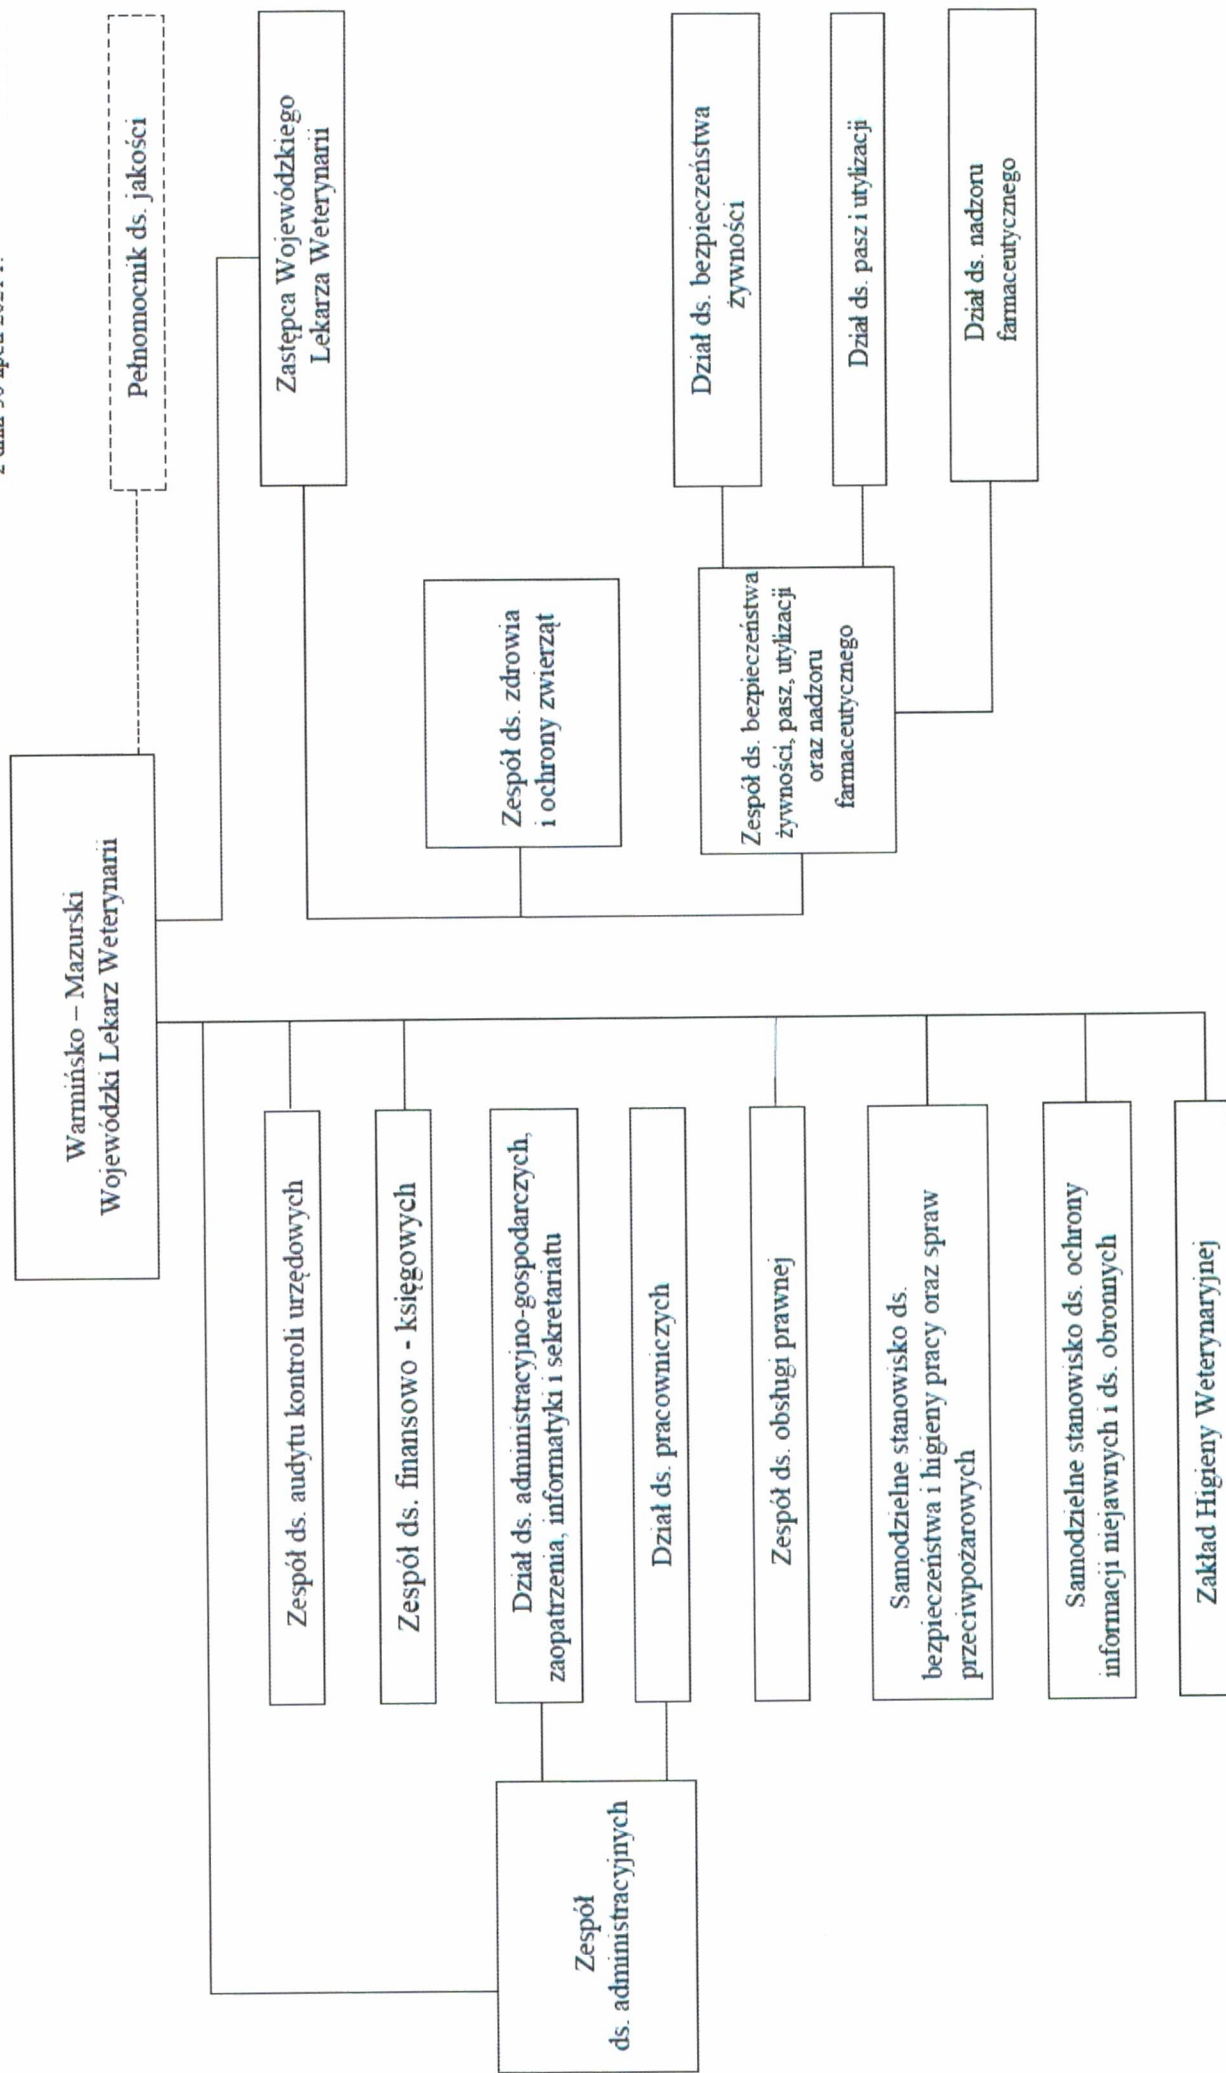 z dnia 30 lipca 2021 r.
Warmińsko – Mazurski
Wojewódzki Lekarz Weterynarii
Pełnomocnik ds. jakości
Zastępca Wojewódzkiego
Lekarza Weterynarii
Zespół ds. audytu kontroli urzędowych
Zespół ds. finansowo - księgowych
Zespół ds. zdrowia
i ochrony zwierząt
Zespół
ds. administracyjnych
Dział ds. administracyjno-gospodarczych,
zaopatrzenia, informatyki i sekretariatu
Dział ds. pracowniczych
Zespół ds. bezpieczeństwa
żywności, pasz, utylizacji
oraz nadzoru
farmaceutycznego
Dział ds. bezpieczeństwa
żywności
Dział ds. pasz i utylizacji
Dział ds. nadzoru
farmaceutycznego
Zespół ds. obsługi prawnej
Samodzielne stanowisko ds.
bezpieczeństwa i higieny pracy oraz spraw
przeciwpożarowych
Samodzielne stanowisko ds. ochrony
informacji niejawnych i ds. obronnych
Zakład Higieny Weterynaryjnej